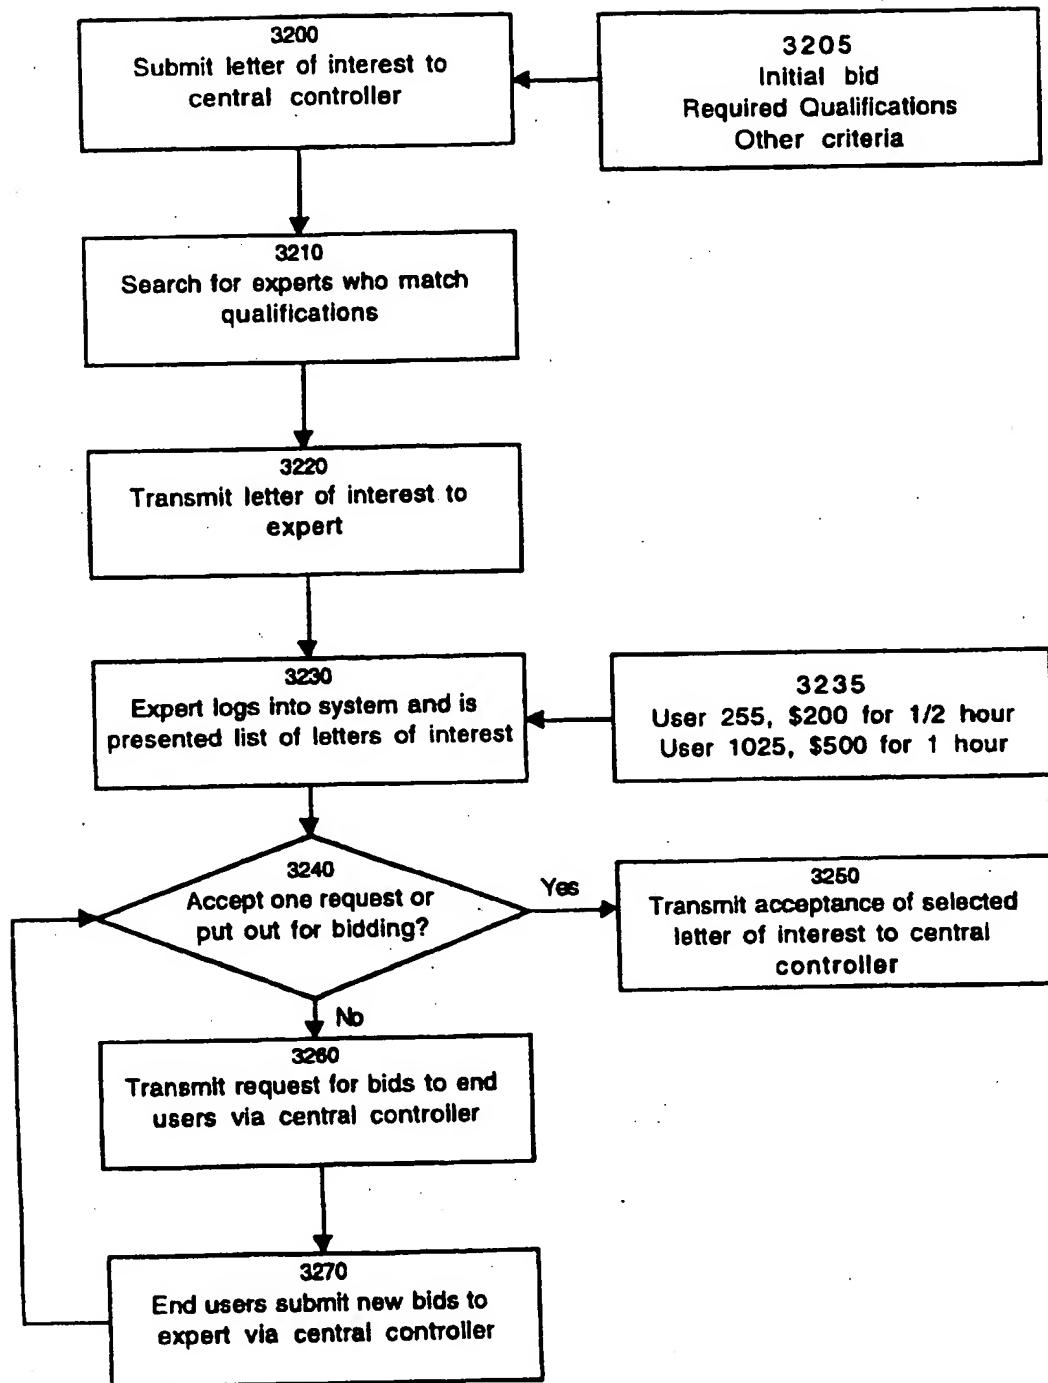 3200
Submit letter of interest to
central controller
3205
Initial bid
Required Qualifications
Other criteria
3210
Search for experts who match
qualifications
3220
Transmit letter of interest to
expert
3230
Expert logs into system and is
presented list of letters of interest
3235
User 255, $200 for 1/2 hour
User 1025, $500 for 1 hour
3240
Accept one request or
put out for bidding?
Yes
3250
Transmit acceptance of selected
letter of interest to central
controller
No
3260
Transmit request for bids to end
users via central controller
3270
End users submit new bids to
expert via central controller